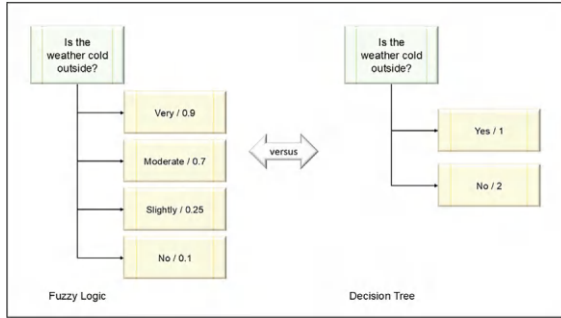 Is the
weather cold
outside?
Very / 0.9
Moderate / 0.7
Slightly / 0.25
No / 0.1
Fuzzy Logic
versus
Is the
weather cold
outside?
Yes / 1
No / 2
Decision Tree